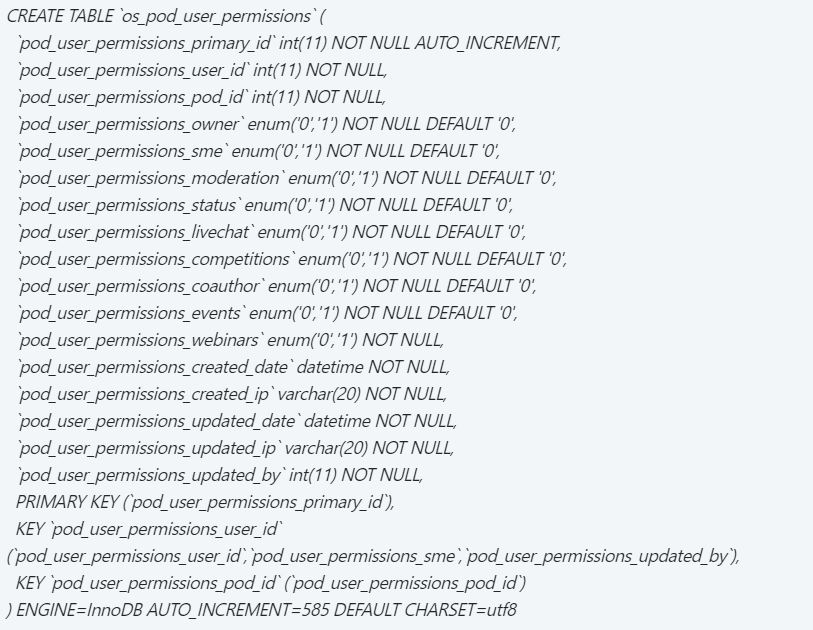 CREATE TABLE `os_pod_user_permissions` (
`pod_user_permissions_primary_id` int(11) NOT NULL AUTO_INCREMENT,
`pod_user_permissions_user_id` int(11) NOT NULL,
`pod_user_permissions_pod_id` int(11) NOT NULL,
`pod_user_permissions_owner` enum('0','1') NOT NULL DEFAULT '0',
`pod_user_permissions_sme` enum('0','1') NOT NULL DEFAULT '0',
`pod_user_permissions_moderation` enum('0','1') NOT NULL DEFAULT '0',
`pod_user_permissions_status` enum('0','1') NOT NULL DEFAULT '0',
`pod_user_permissions_livechat` enum('0','1') NOT NULL DEFAULT '0',
`pod_user_permissions_competitions` enum('0','1') NOT NULL DEFAULT '0',
`pod_user_permissions_coauthor` enum('0','1') NOT NULL DEFAULT '0',
`pod_user_permissions_events` enum('0','1') NOT NULL DEFAULT '0',
`pod_user_permissions_webinars` enum('0','1') NOT NULL,
`pod_user_permissions_created_date` datetime NOT NULL,
`pod_user_permissions_created_ip` varchar(20) NOT NULL,
`pod_user_permissions_updated_date` datetime NOT NULL,
`pod_user_permissions_updated_ip` varchar(20) NOT NULL,
`pod_user_permissions_updated_by` int(11) NOT NULL,
PRIMARY KEY (`pod_user_permissions_primary_id`),
KEY `pod_user_permissions_user_id`
(`pod_user_permissions_user_id`,`pod_user_permissions_sme`,`pod_user_permissions_updated_by`),
KEY `pod_user_permissions_pod_id` (`pod_user_permissions_pod_id`)
) ENGINE=InnoDB AUTO_INCREMENT=585 DEFAULT CHARSET=utf8